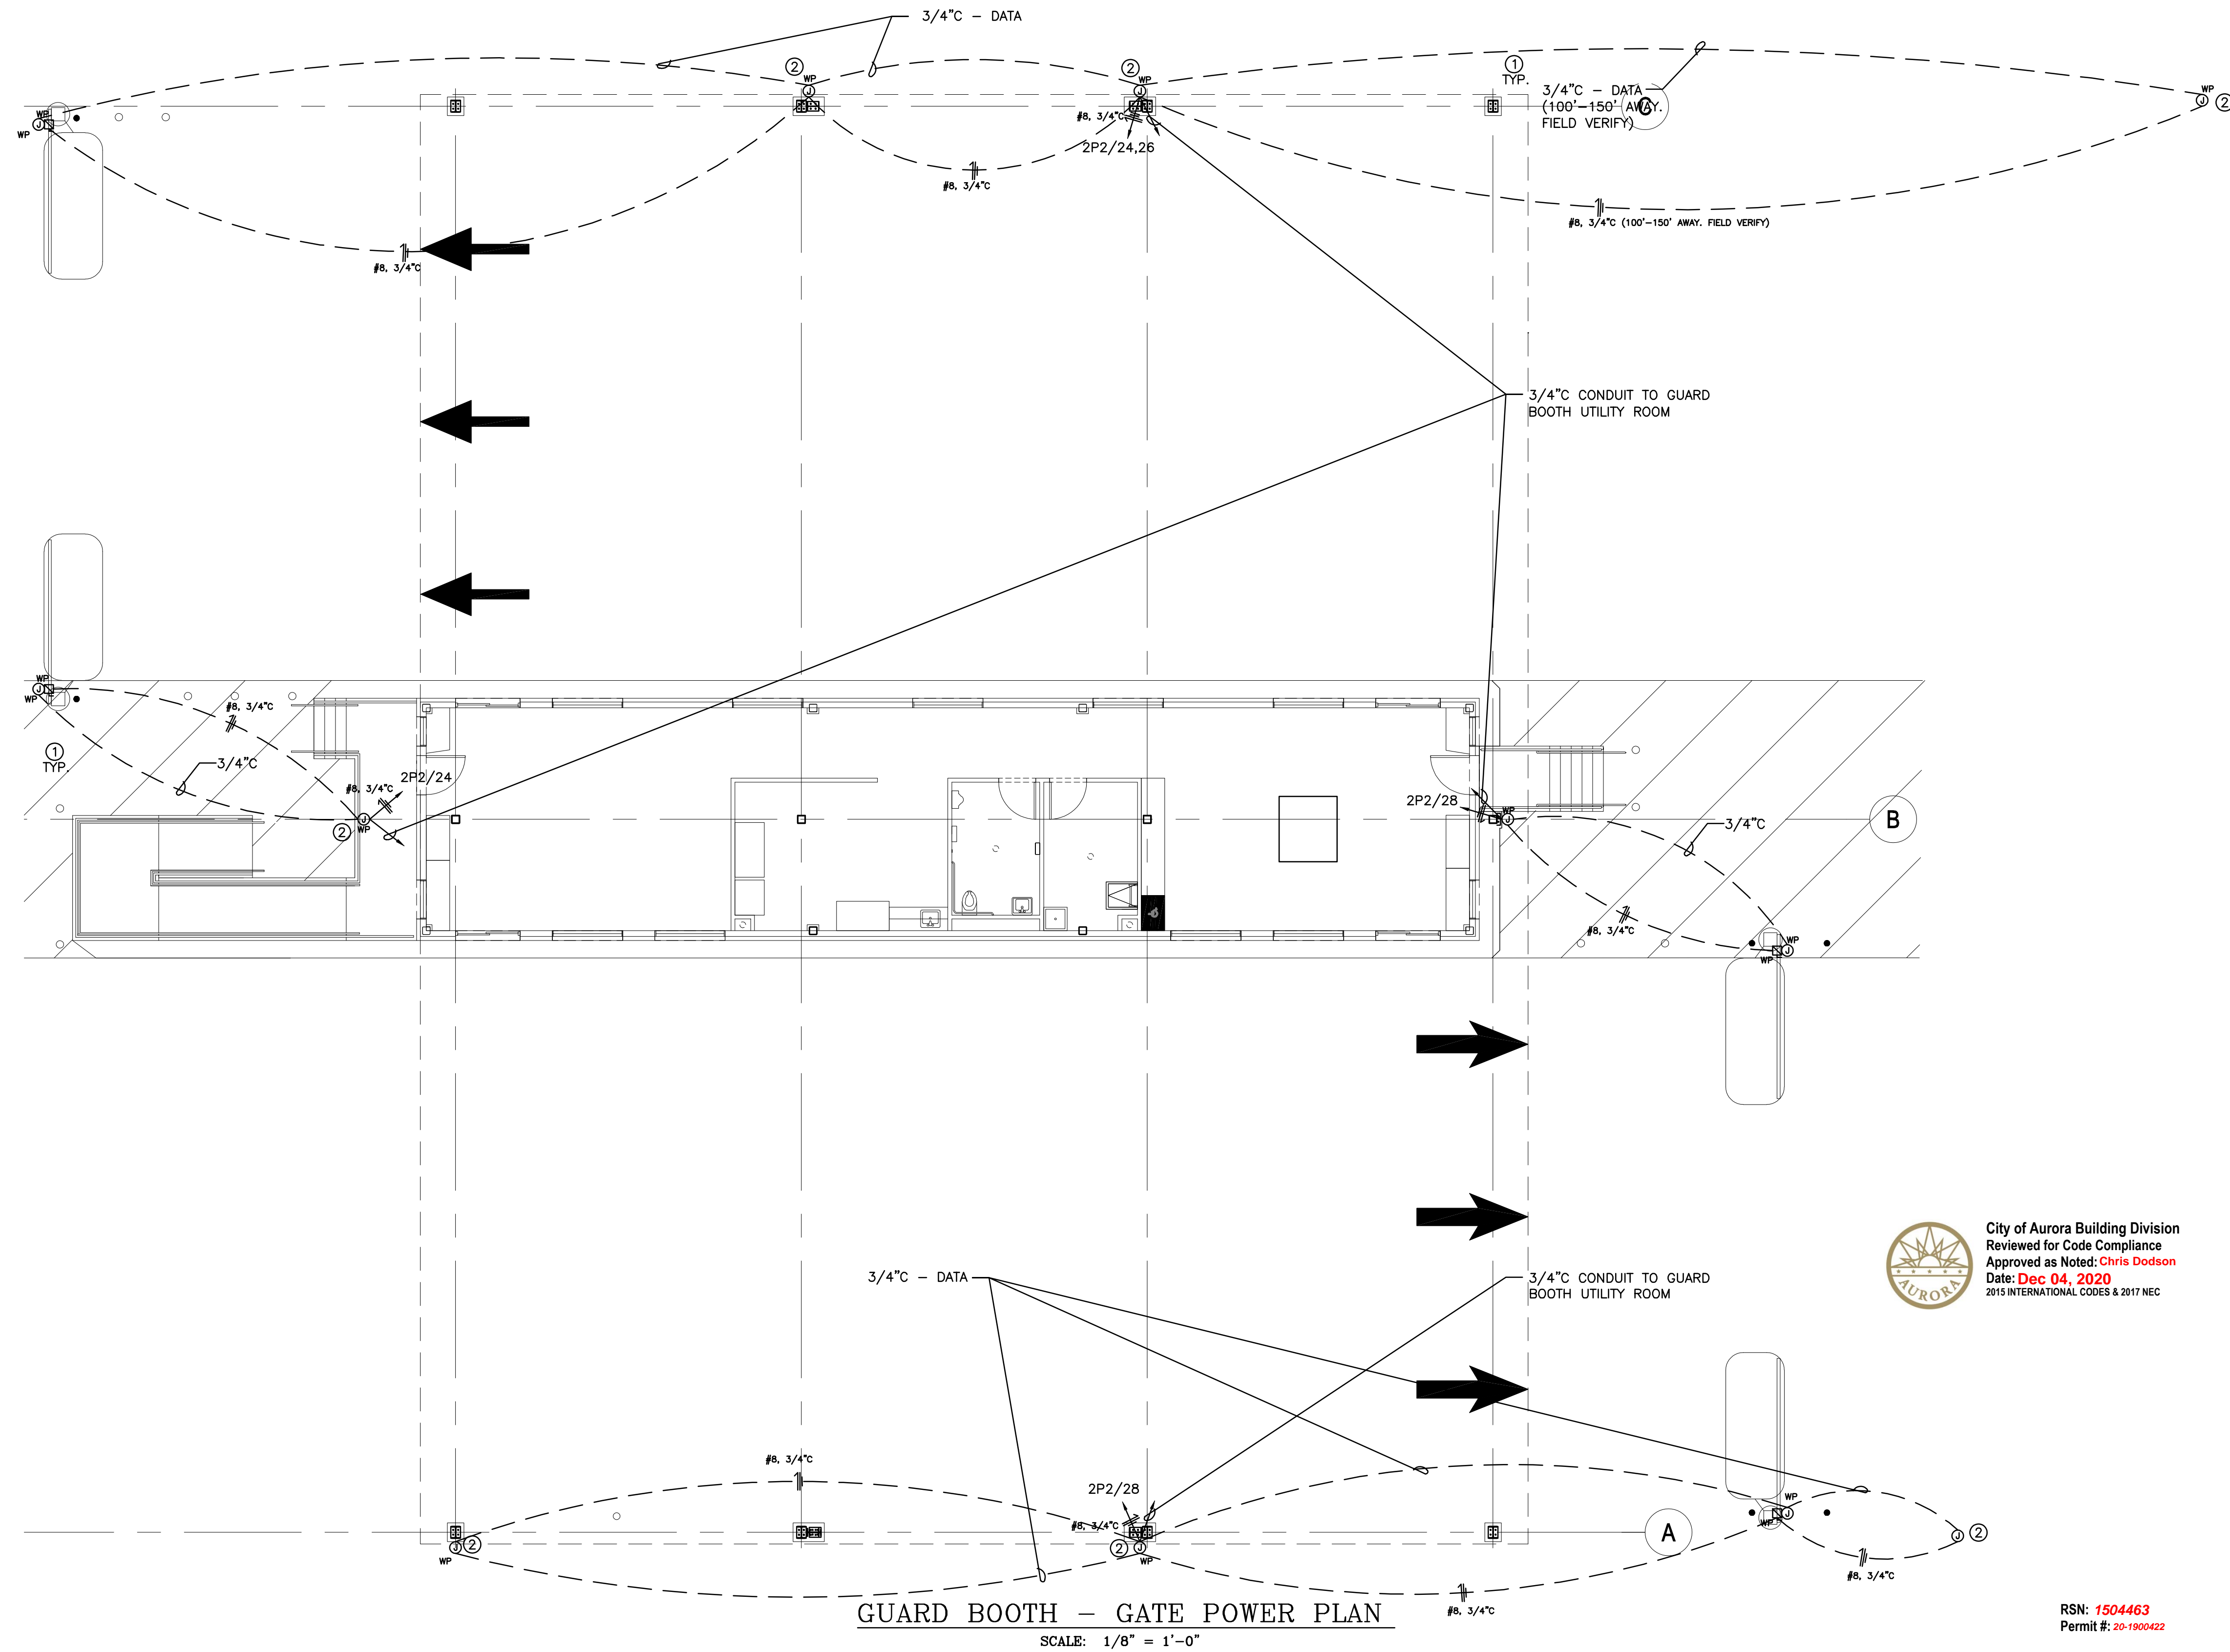 3/4"C – DATA
②
WP
②
WP
①
TYP.
3/4"C – DATA
(100'–150' AWAY.
FIELD VERIFY)
C
WP
J
②
WP
J
WP
J
J
#8, 3/4"C
2P2/24,26
#8, 3/4"C
#8, 3/4"C (100'–150' AWAY. FIELD VERIFY)
#8, 3/4"C
3/4"C CONDUIT TO GUARD
BOOTH UTILITY ROOM
WP
J
WP
#8, 3/4"C
①
TYP.
3/4"C
2P2/24
#8, 3/4"C
J
②
WP
2P2/28
WP
J
3/4"C
B
#8, 3/4"C
WP
J
WP
3/4"C – DATA
3/4"C CONDUIT TO GUARD
BOOTH UTILITY ROOM
City of Aurora Building Division
Reviewed for Code Compliance
Approved as Noted: Chris Dodson
Date: Dec 04, 2020
2015 INTERNATIONAL CODES & 2017 NEC
AURORA
#8, 3/4"C
2P2/28
#8, 3/4"C
WP
J
WP
A
J
②
J
②
WP
②
J
WP
#8, 3/4"C
#8, 3/4"C
GUARD BOOTH – GATE POWER PLAN
SCALE: 1/8" = 1'–0"
RSN: 1504463
Permit #: 20-1900422